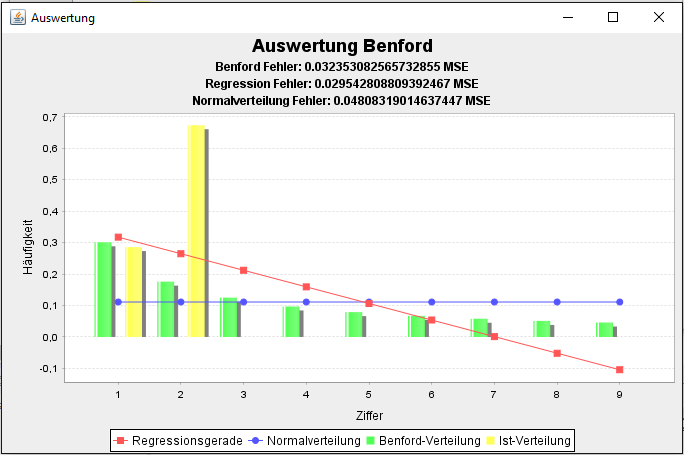 Auswertung
Auswertung Benford
Benford Fehler: 0.032353082565732855 MSE
Regression Fehler: 0.029542808809392467 MSE
Normalverteilung Fehler: 0.04808319014637447 MSE
0,7
0,6
0,5
0,4
0,3
0,2
0,1
0,0
-0,1
Häufigkeit
1 2 3 4 5 6 7 8 9
Ziffer
Regressionsgerade Normalverteilung Benford-Verteilung Ist-Verteilung